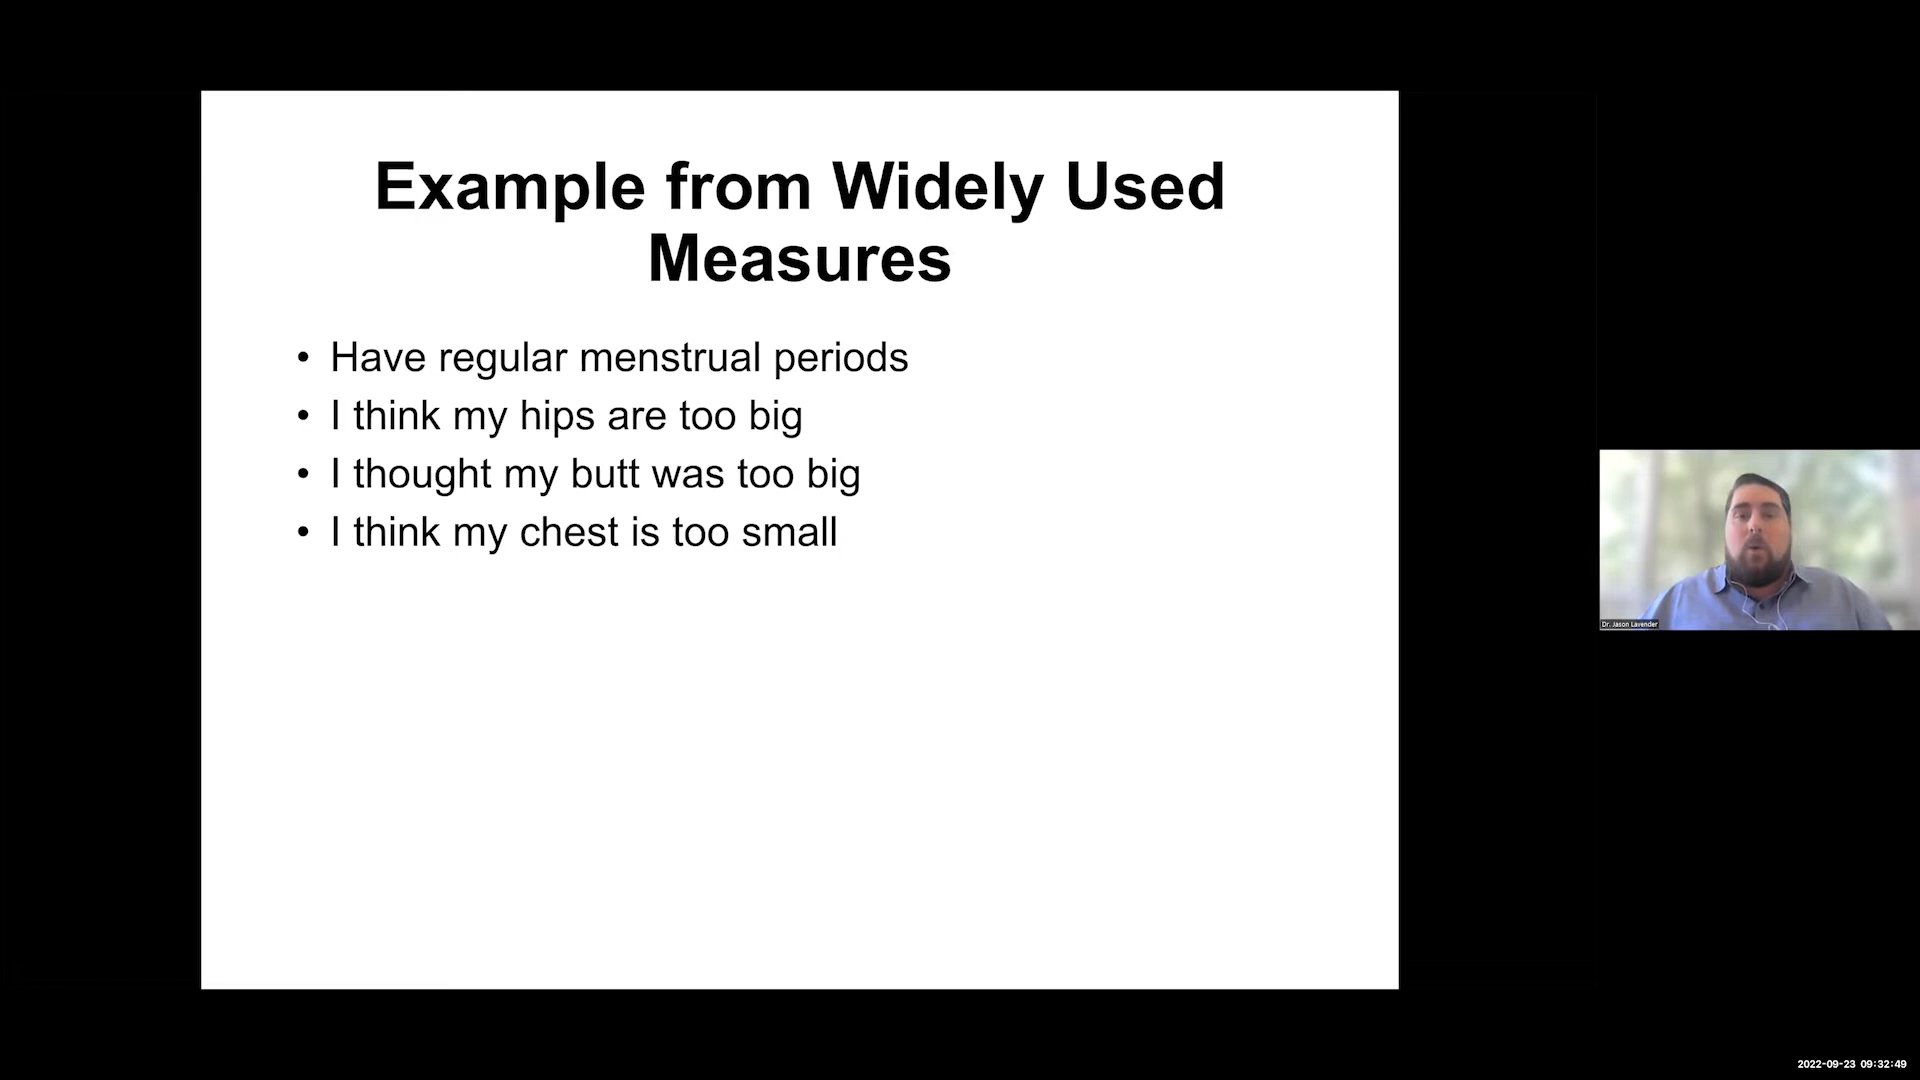 Example from Widely Used
Measures
• Have regular menstrual periods
• I think my hips are too big
• I thought my butt was too big
• I think my chest is too small
Dr. Jason Lavender
2022-09-23 09:32:49